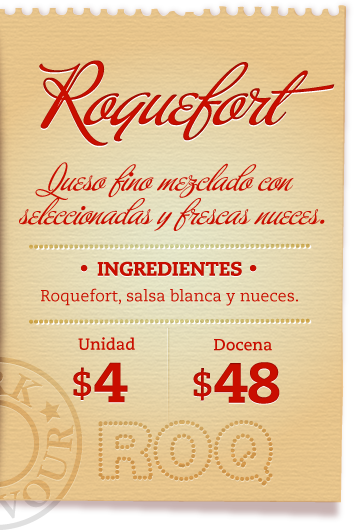 Roquefort
Queso fino mezclado con
seleccionadas y frescas nueces.
• INGREDIENTES •
Roquefort, salsa blanca y nueces.
Unidad
Docena
$4
$48
ROQ